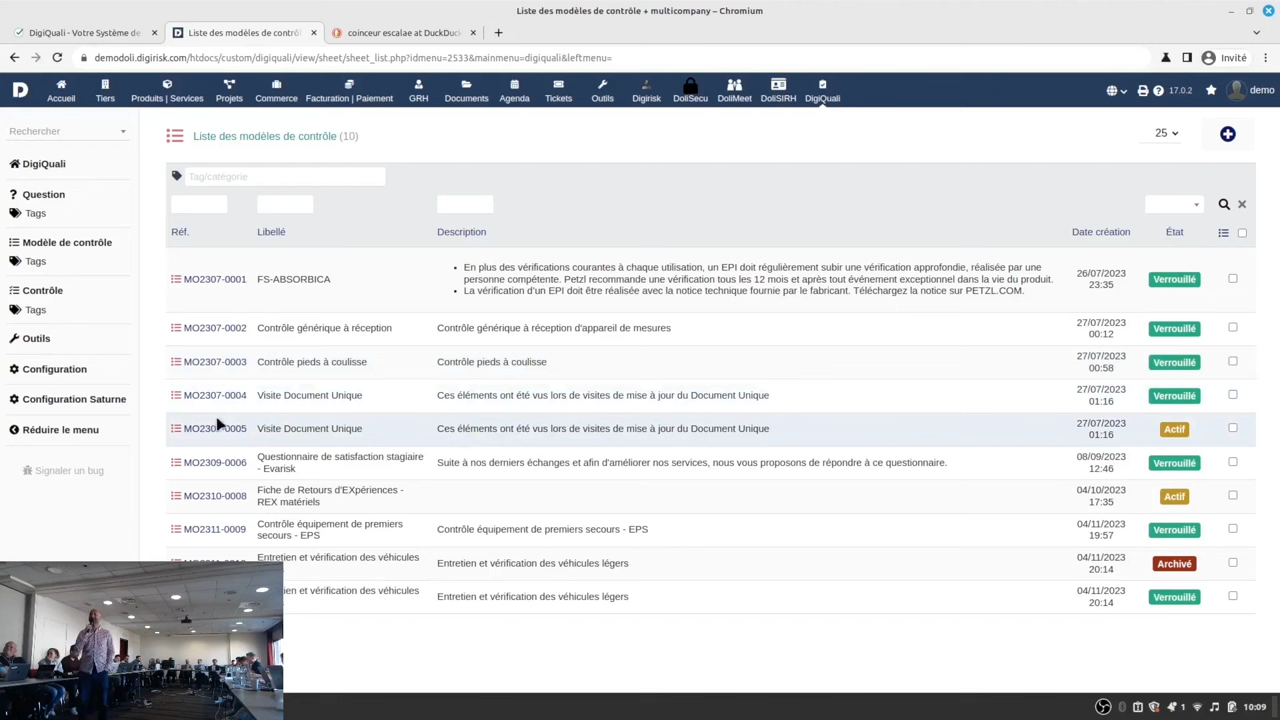 Liste des modèles de contrôle + multicompany – Chromium
DigiQuali - Votre Système de
Liste des modèles de contrô
coinceur escalae at DuckDuc
demodoli.digirisk.com/htdocs/custom/digiquali/view/sheet/sheet_list.php?idmenu=2533&mainmenu=digiquali&leftmenu=
Invité
Accueil
Tiers
Produits | Services
Projets
Commerce
Facturation | Paiement
GRH
Documents
Agenda
Tickets
Outils
Digirisk
DoliSecu
DoliMeet
DoliSIRH
DigiQuali
17.0.2
demo
Rechercher
DigiQuali
Question
Tags
Modèle de contrôle
Tags
Contrôle
Tags
Outils
Configuration
Configuration Saturne
Réduire le menu
Signaler un bug
Liste des modèles de contrôle (10)
25
Tag/catégorie
Réf. Libellé Description Date création État
MO2307-0001 FS-ABSORBICA
En plus des vérifications courantes à chaque utilisation, un EPI doit régulièrement subir une vérification approfondie, réalisée par une
personne compétente. Petzl recommande une vérification tous les 12 mois et après tout événement exceptionnel dans la vie du produit.
La vérification d'un EPI doit être réalisée avec la notice technique fournie par le fabricant. Téléchargez la notice sur PETZL.COM.
26/07/2023
23:35
Verrouillé
MO2307-0002 Contrôle générique à réception Contrôle générique à réception d'appareil de mesures
27/07/2023
00:12
Verrouillé
MO2307-0003 Contrôle pieds à coulisse Contrôle pieds à coulisse
27/07/2023
00:58
Verrouillé
MO2307-0004 Visite Document Unique Ces éléments ont été vus lors de visites de mise à jour du Document Unique
27/07/2023
01:16
Verrouillé
MO2307-0005 Visite Document Unique Ces éléments ont été vus lors de visites de mise à jour du Document Unique
27/07/2023
01:16
Actif
MO2309-0006
Questionnaire de satisfaction stagiaire
- Evarisk
Suite à nos derniers échanges et afin d'améliorer nos services, nous vous proposons de répondre à ce questionnaire.
08/09/2023
12:46
Verrouillé
MO2310-0008
Fiche de Retours d'EXpériences -
REX matériels
04/10/2023
17:35
Actif
MO2311-0009
Contrôle équipement de premiers
secours - EPS
Contrôle équipement de premiers secours - EPS
04/11/2023
19:57
Verrouillé
Entretien et vérification des véhicules
légers
Entretien et vérification des véhicules légers
04/11/2023
20:14
Archivé
retien et vérification des véhicules
ers
Entretien et vérification des véhicules légers
04/11/2023
20:14
Verrouillé
1
10:09